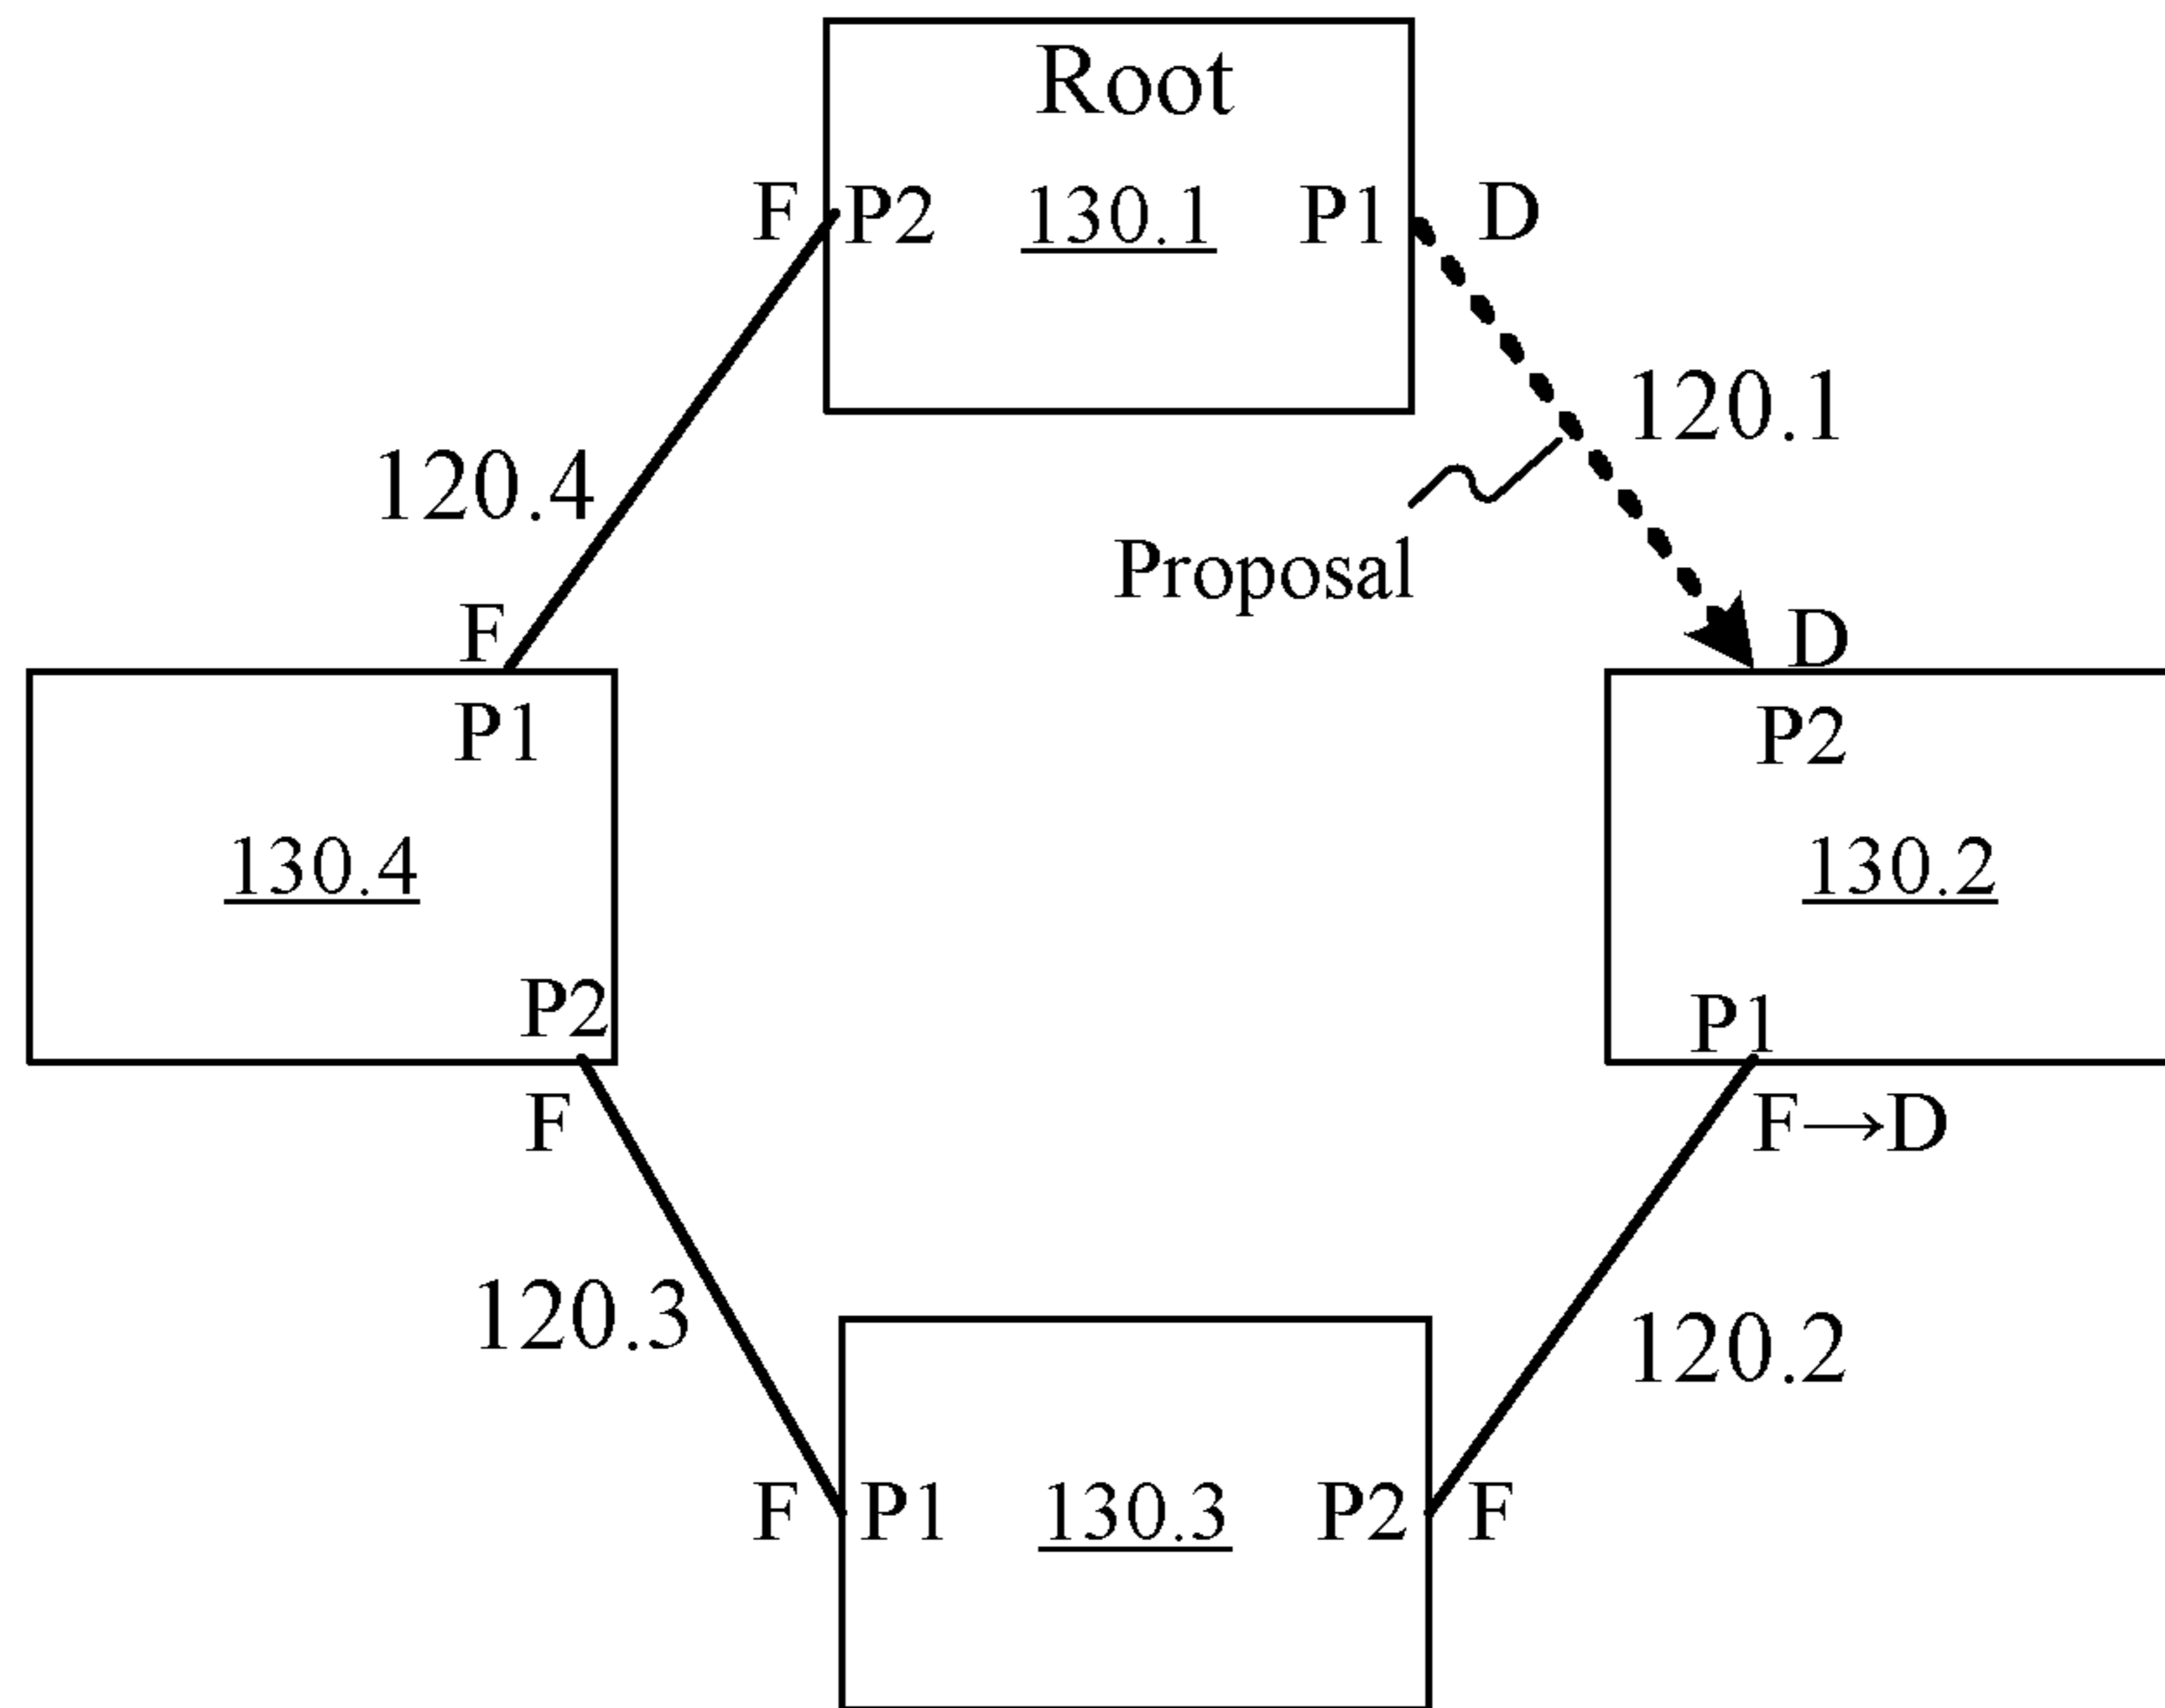 Root
F P2 130.1 P1 D
120.1
120.4
Proposal
F
D
P1
P2
130.4
130.2
P2
P1
F
F→D
120.3
120.2
F P1 130.3 P2 F